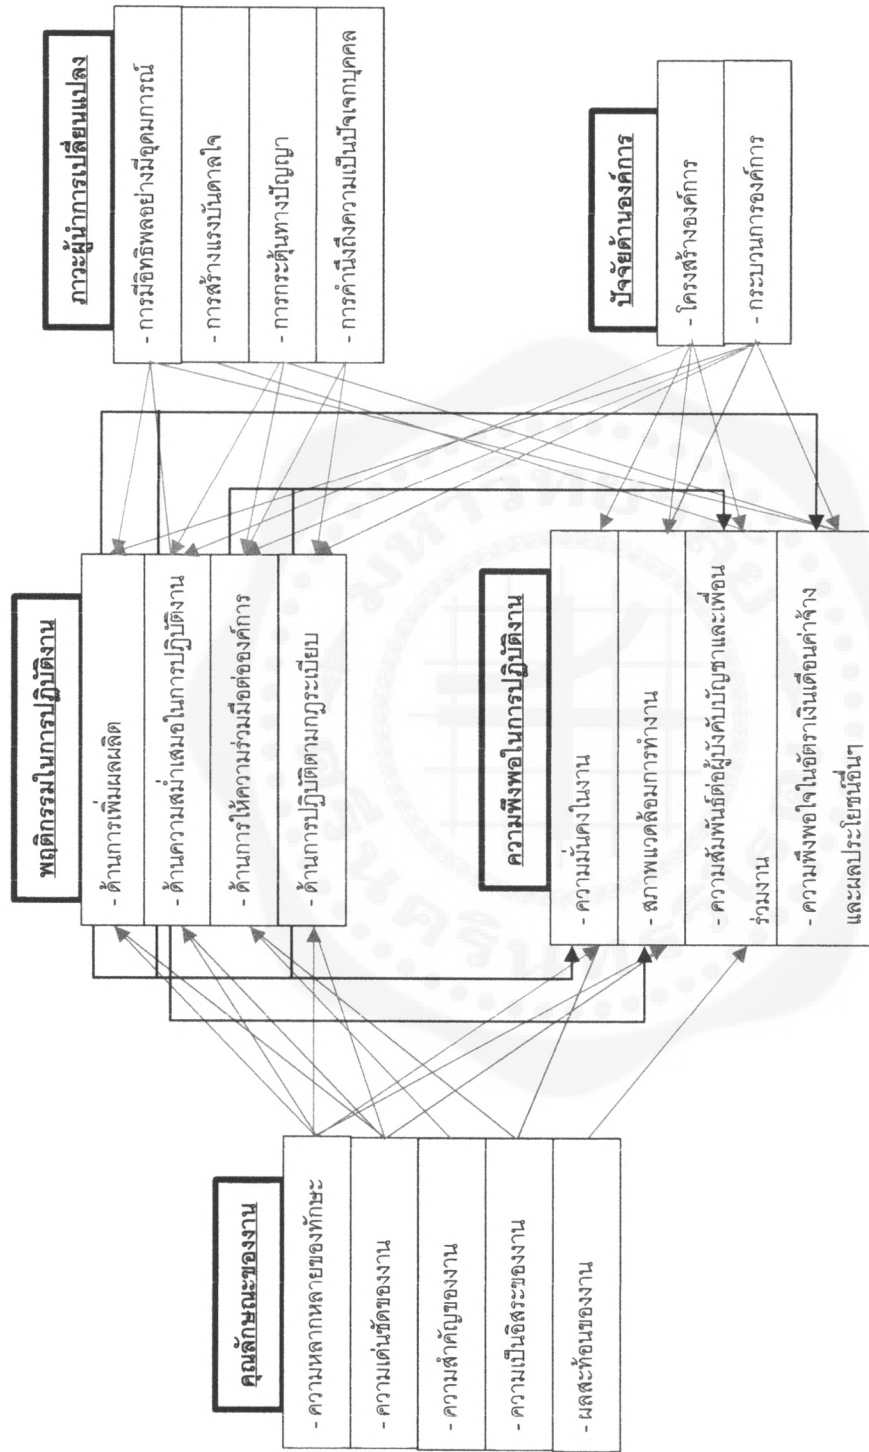 คุณลักษณะของงาน
- ความหลากหลายของทักษะ
- ความเด่นชัดของงาน
- ความสำคัญของงาน
- ความเป็นอิสระของงาน
- ผลสะท้อนของงาน
พฤติกรรมในการปฏิบัติงาน
- ด้านการเพิ่มผลผลิต
- ด้านความสม่ำเสมอในการปฏิบัติงาน
- ด้านการให้ความร่วมมือต่อองค์การ
- ด้านการปฏิบัติตามกฎระเบียบ
ความพึงพอใจในการปฏิบัติงาน
- ความมั่นคงในงาน
- สภาพแวดล้อมการทำงาน
- ความสัมพันธ์ต่อผู้บังคับบัญชาและเพื่อน
ร่วมงาน
- ความพึงพอใจในอัตราเงินเดือนค่าจ้าง
และผลประโยชน์อื่นๆ
ภาวะผู้นำการเปลี่ยนแปลง
- การมีอิทธิพลอย่างมีอุดมการณ์
- การสร้างแรงบันดาลใจ
- การกระตุ้นทางปัญญา
- การคำนึงถึงความเป็นปัจเจกบุคคล
ปัจจัยด้านองค์การ
- โครงสร้างองค์การ
- กระบวนการองค์การ